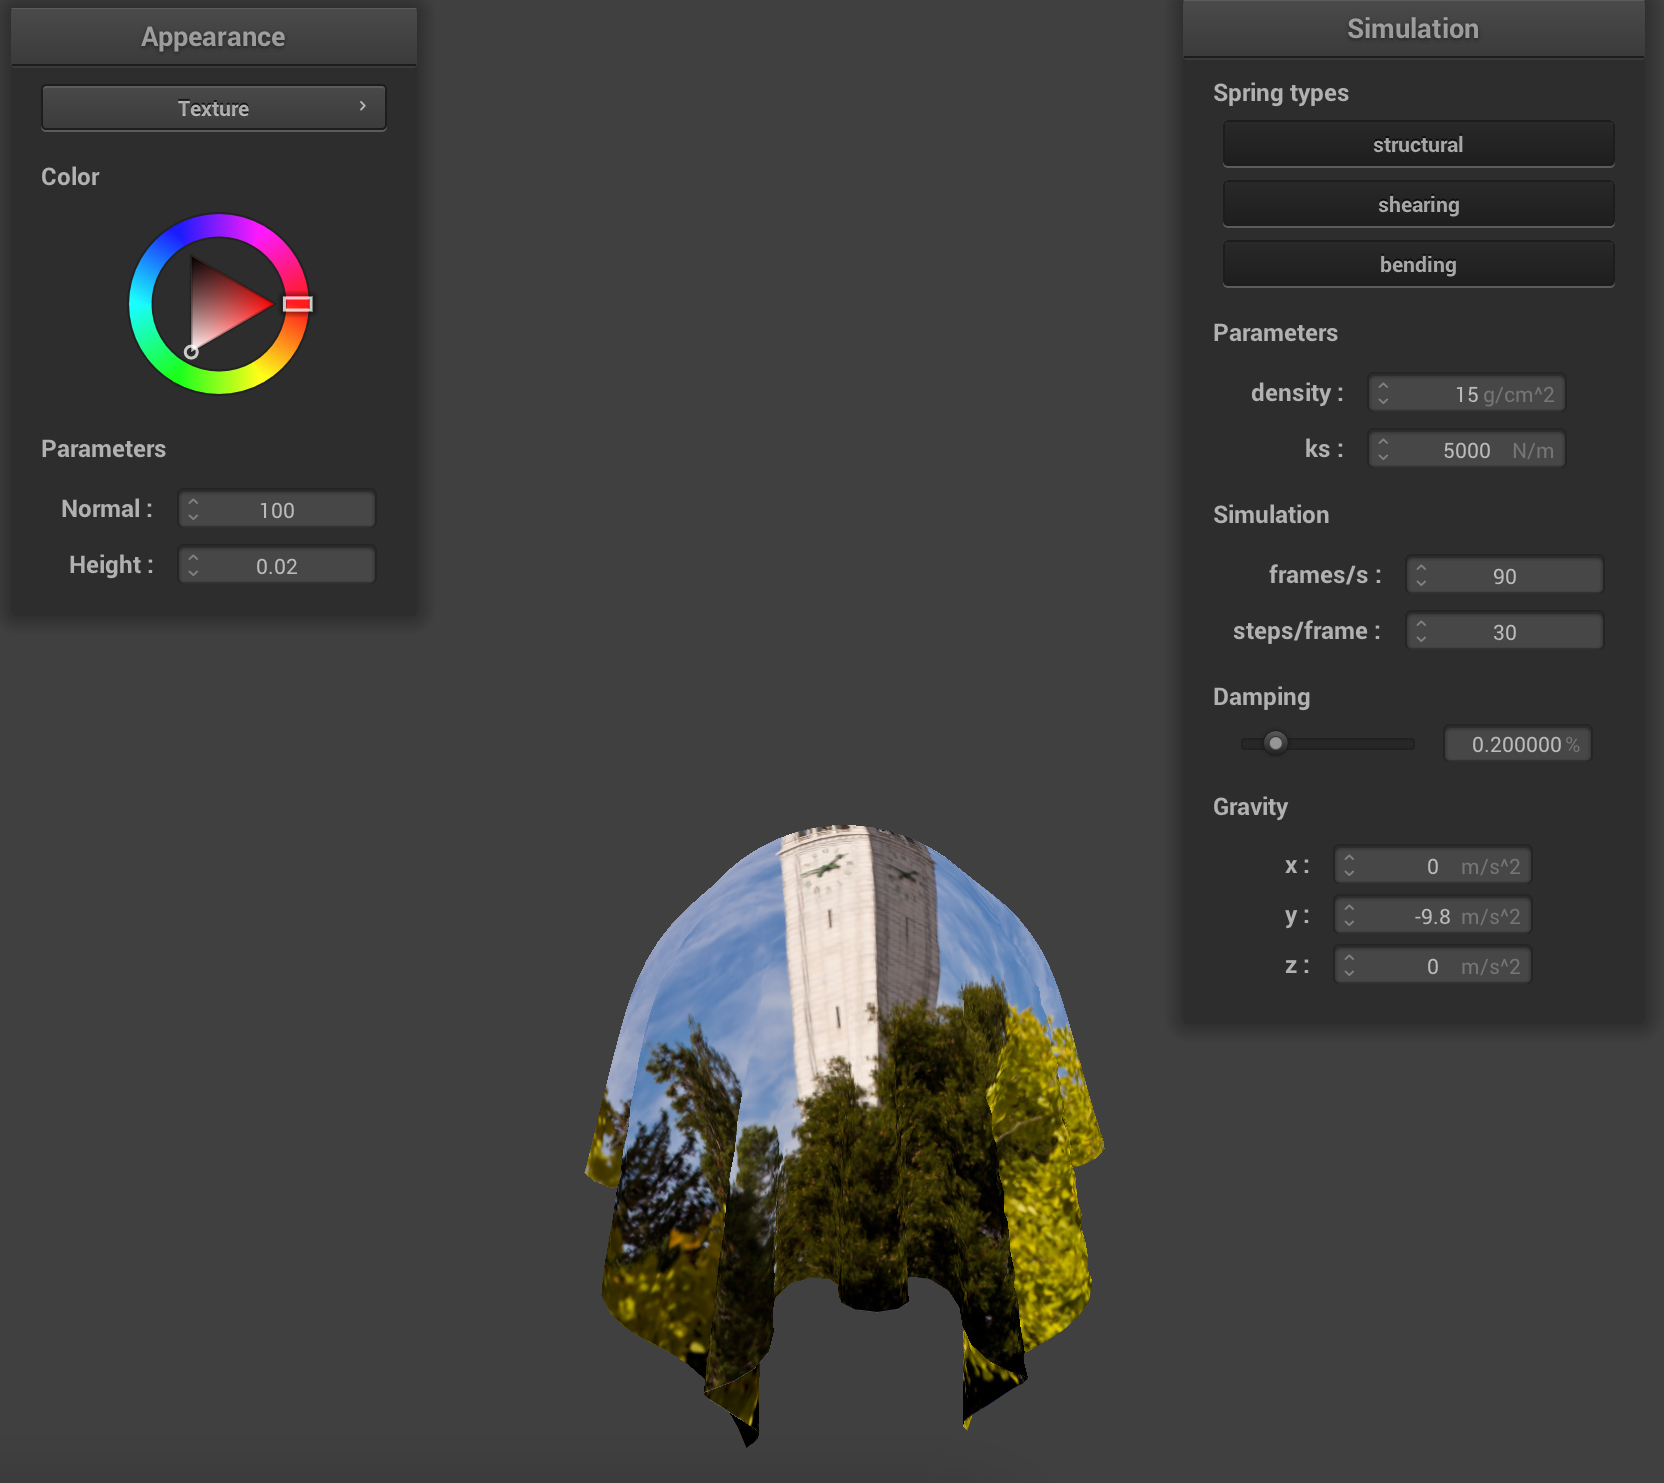 Appearance
Texture
Color
Parameters
Normal : 100
Height : 0.02
Simulation
Spring types
structural
shearing
bending
Parameters
density : 15 g/cm^2
ks : 5000 N/m
Simulation
frames/s : 90
steps/frame : 30
Damping
0.200000 %
Gravity
x : 0 m/s^2
y : -9.8 m/s^2
z : 0 m/s^2